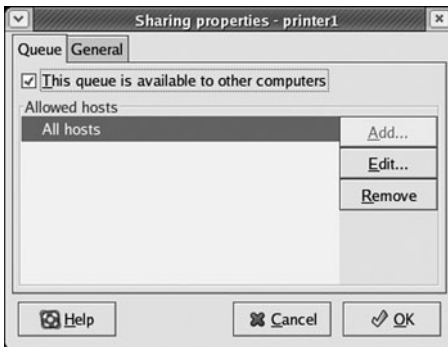 Sharing properties - printer1
Queue General
This queue is available to other computers
Allowed hosts
All hosts
Add...
Edit...
Remove
Help Cancel OK